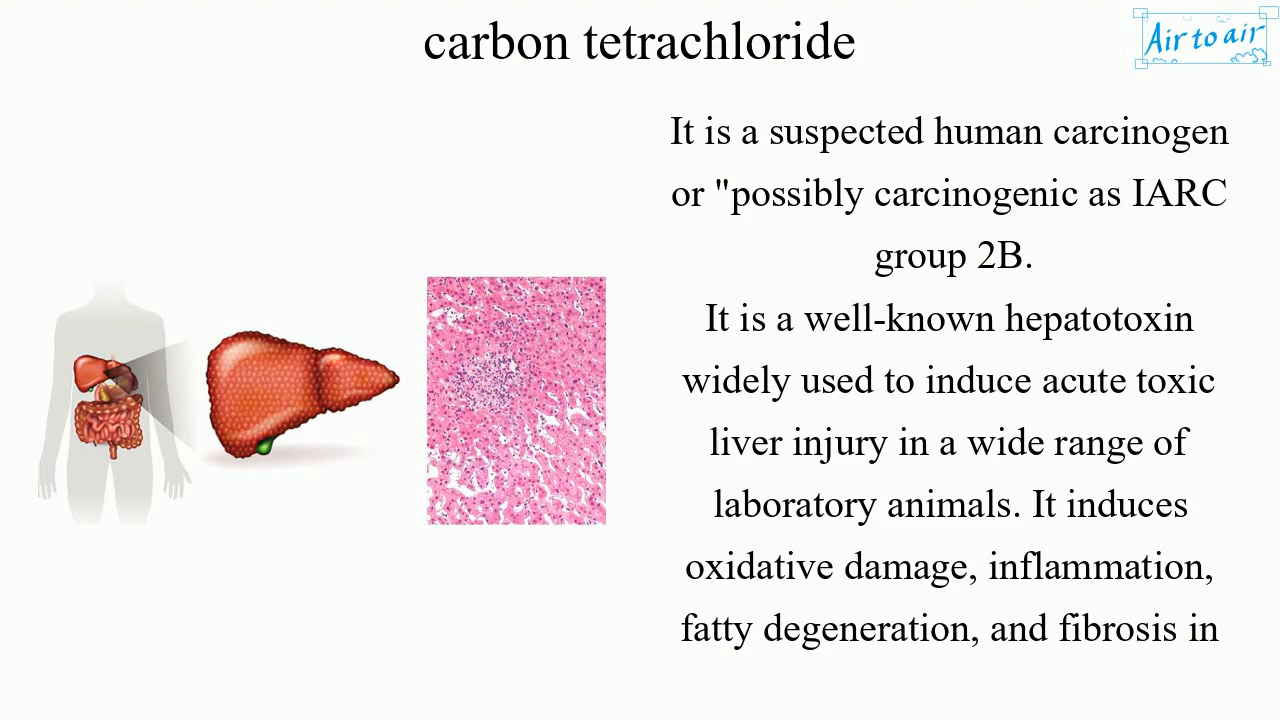 carbon tetrachloride
Air to air
It is a suspected human carcinogen
or "possibly carcinogenic as IARC
group 2B.
It is a well-known hepatotoxin
widely used to induce acute toxic
liver injury in a wide range of
laboratory animals. It induces
oxidative damage, inflammation,
fatty degeneration, and fibrosis in